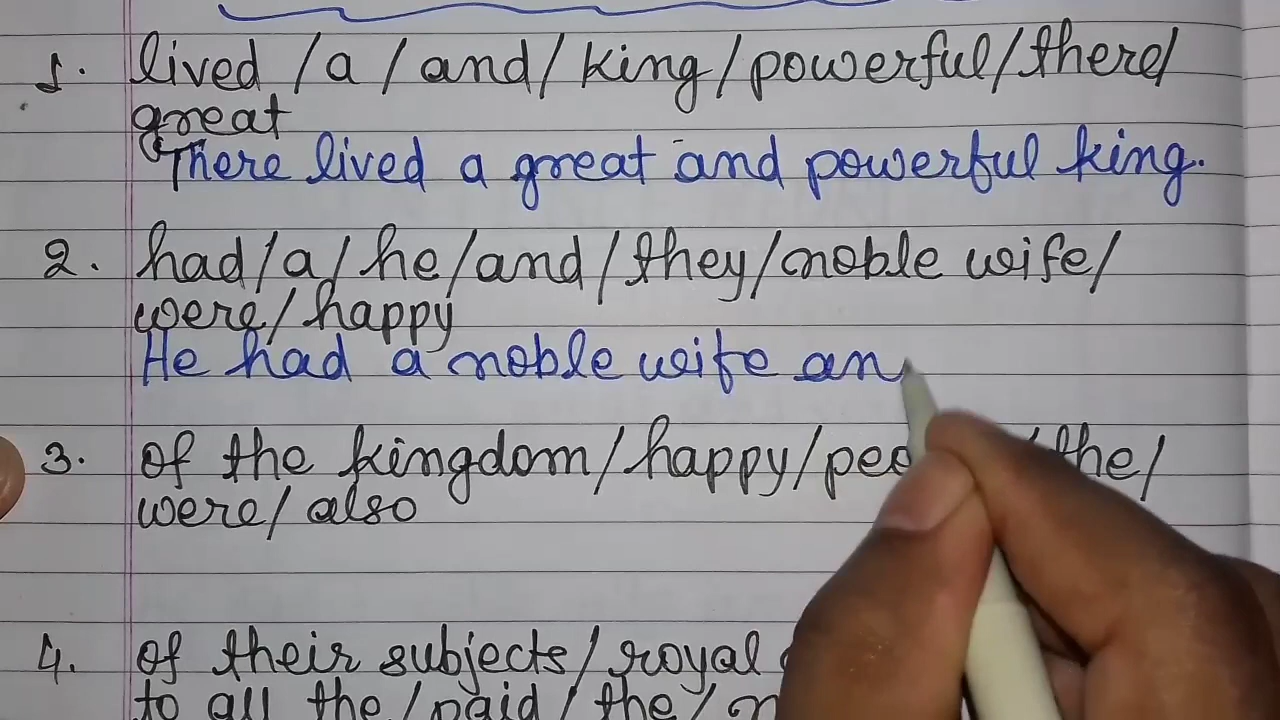 1. lived / a / and / king / powerful / there /
great
There lived a great and powerful king.
2. had / a / he / and / they / noble wife /
were / happy
He had a noble wife an
3. of the kingdom / happy / the /
were / also
4. of their subjects / royal
to all the / paid / the /